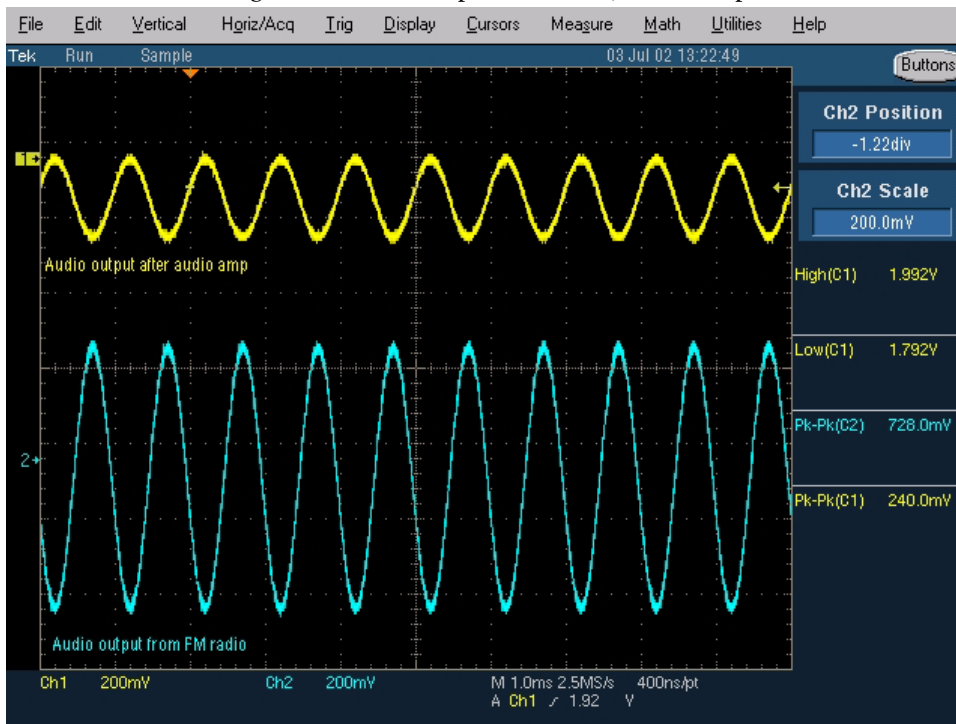 File Edit Vertical Horiz/Acq Trig Display Cursors Measure Math Utilities Help
Tek Run Sample 03 Jul 02 13:22:49
Buttons
Ch2 Position
-1.22div
1
Ch2 Scale
200.0mV
Audio output after audio amp
High(C1) 1.992V
Low(C1) 1.792V
Pk-Pk(C2) 728.0mV
2
Pk-Pk(C1) 240.0mV
Audio output from FM radio
Ch1 200mV Ch2 200mV M 1.0ms 2.5MS/s 400ns/pt
A Ch1 1.92 V